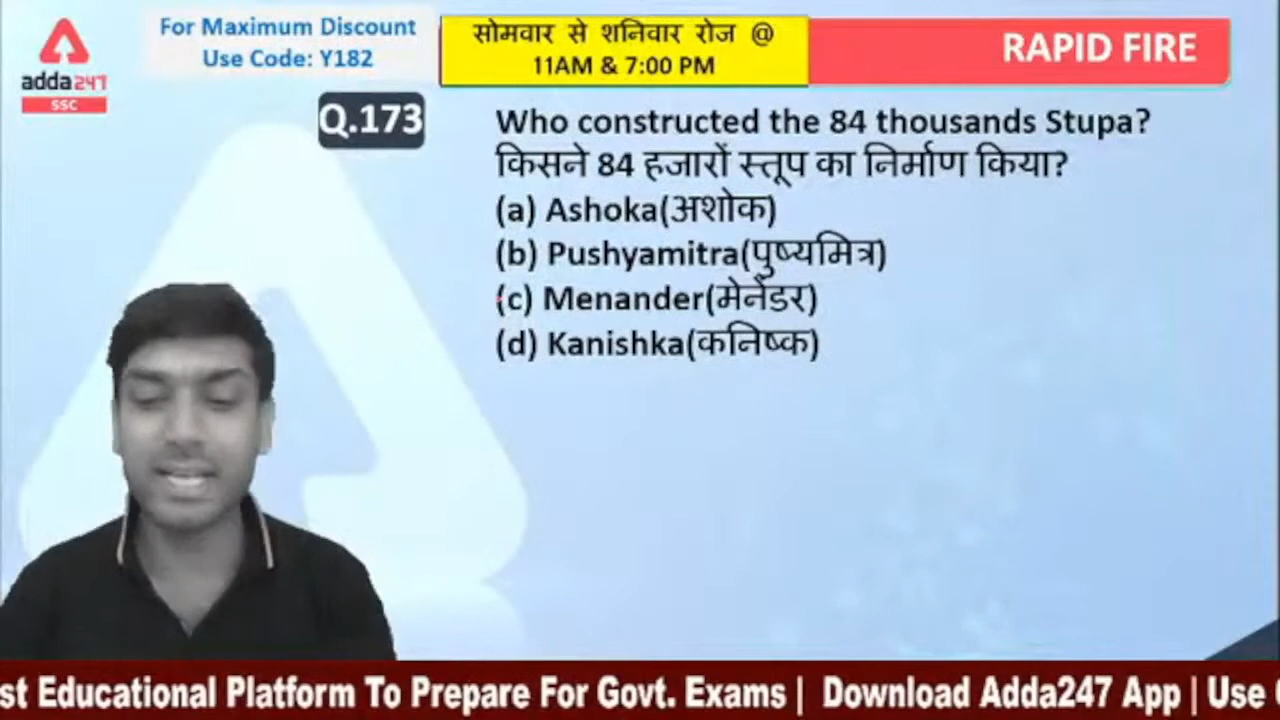 For Maximum Discount
Use Code: Y182
adda247
SSC
सोमवार से शनिवार रोज @
11AM & 7:00 PM
RAPID FIRE
Q.173
Who constructed the 84 thousands Stupa?
किसने 84 हजारों स्तूप का निर्माण किया?
(a) Ashoka(अशोक)
(b) Pushyamitra(पुष्यमित्र)
(c) Menander(मेनेंडर)
(d) Kanishka(कनिष्क)
st Educational Platform To Prepare For Govt. Exams | Download Adda247 App | Use